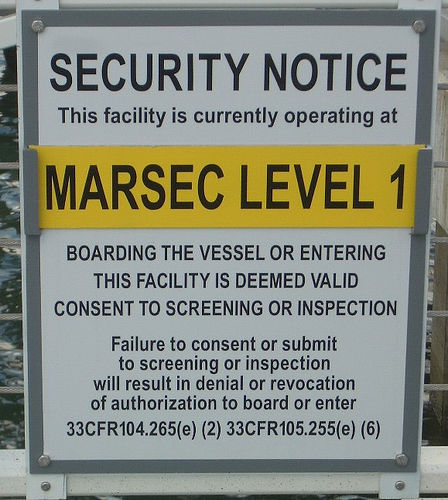 SECURITY NOTICE
This facility is currently operating at
MARSEC LEVEL 1
BOARDING THE VESSEL OR ENTERING
THIS FACILITY IS DEEMED VALID
CONSENT TO SCREENING OR INSPECTION
Failure to consent or submit
to screening or inspection
will result in denial or revocation
of authorization to board or enter
33CFR104.265(e) (2) 33CFR105.255(e) (6)